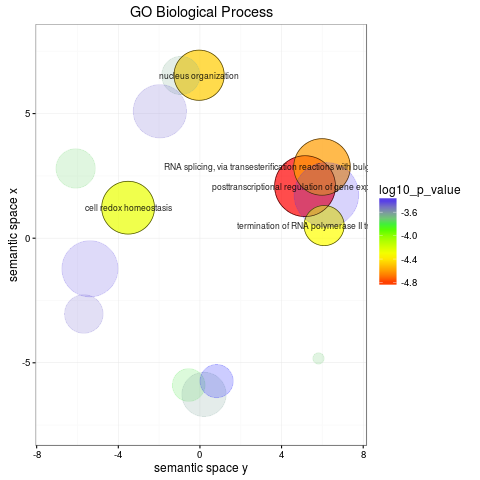 GO Biological Process
nucleus organization
RNA splicing, via transesterification reactions with bulg
posttranscriptional regulation of gene exp
cell redox homeostasis
termination of RNA polymerase II tr
semantic space x
5
0
-5
-8
-4
0
4
8
semantic space y
log10_p_value
-3.6
-4.0
-4.4
-4.8